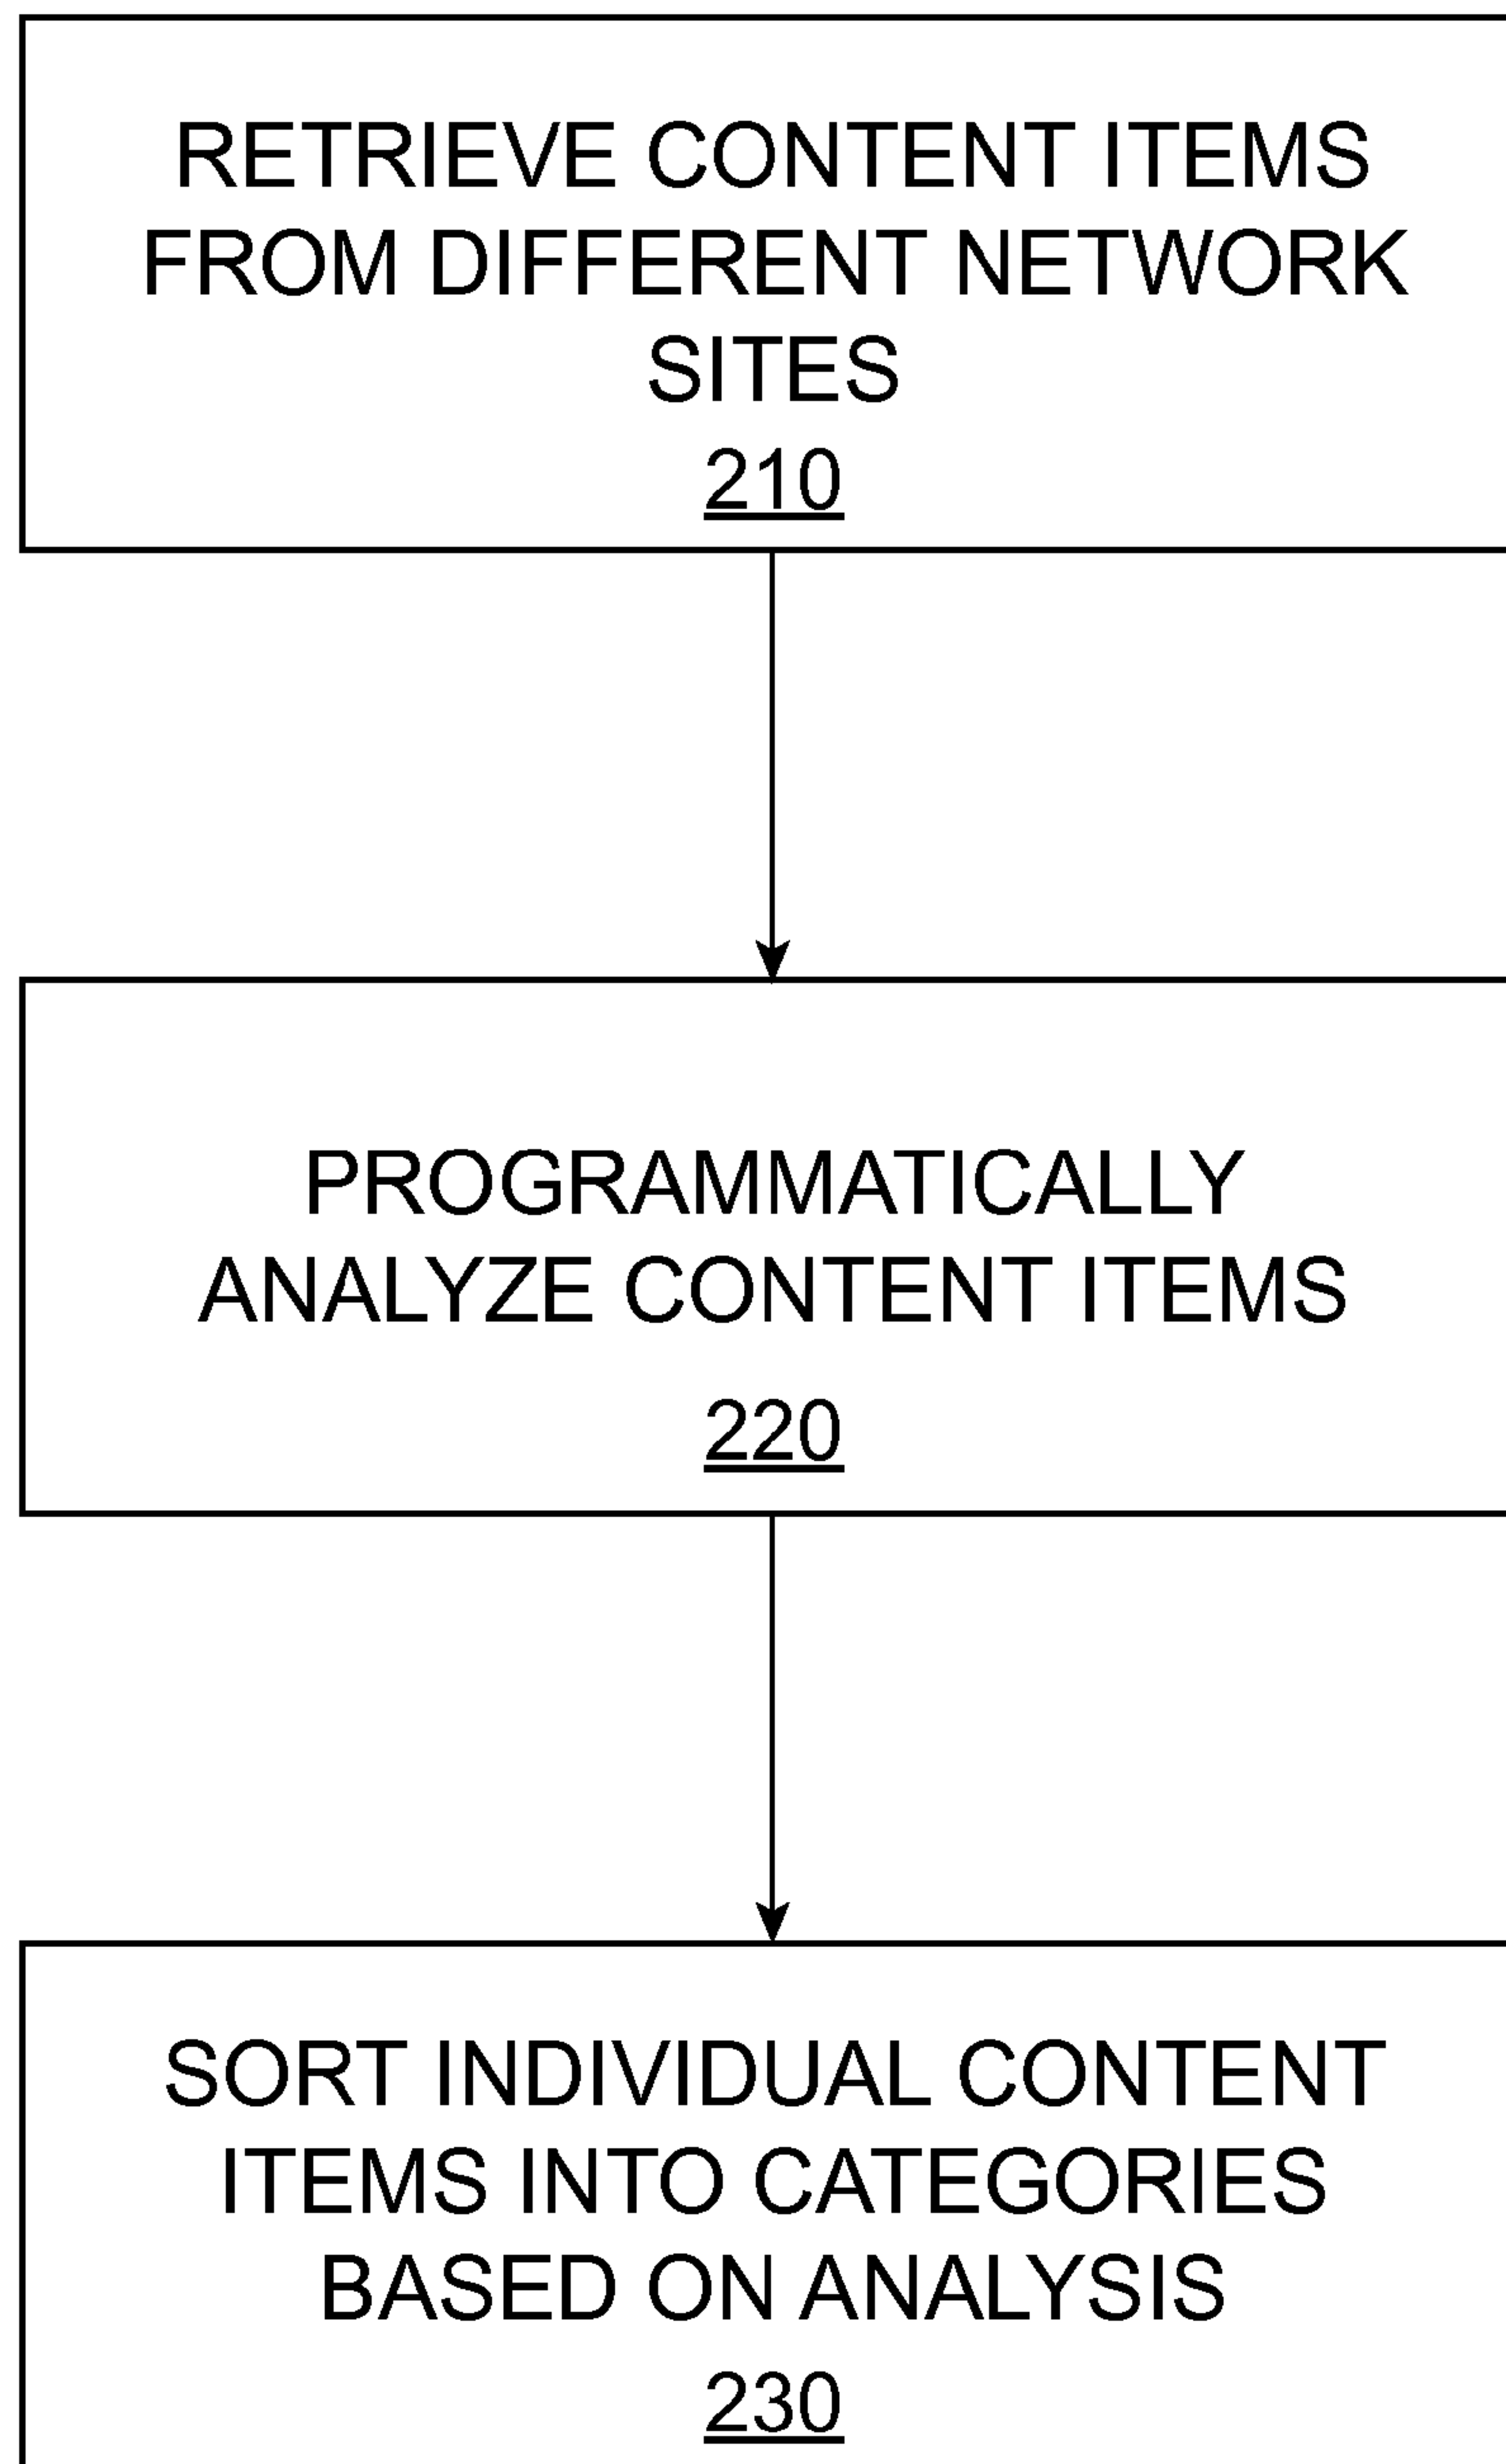 RETRIEVE CONTENT ITEMS
FROM DIFFERENT NETWORK
SITES
210
PROGRAMMATICALLY
ANALYZE CONTENT ITEMS
220
SORT INDIVIDUAL CONTENT
ITEMS INTO CATEGORIES
BASED ON ANALYSIS
230